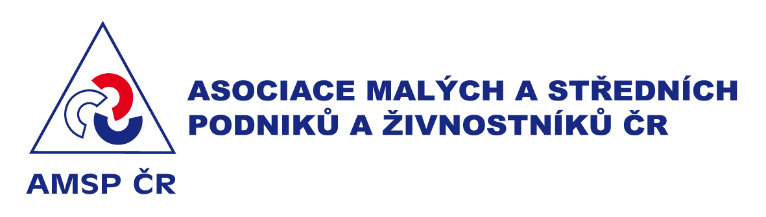 ASOCIACE MALÝCH A STŘEDNÍCH
PODNIKŮ A ŽIVNOSTNÍKŮ ČR
AMSP ČR